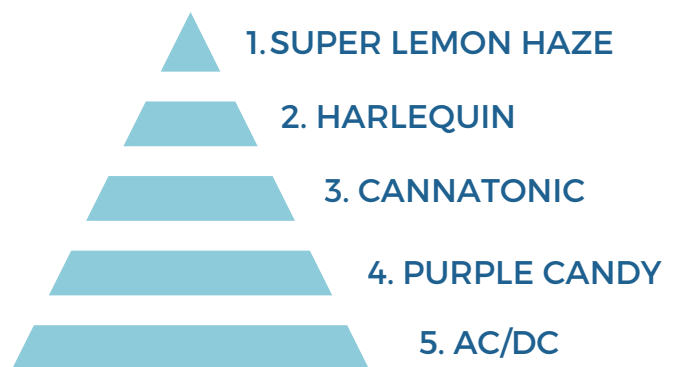 1. SUPER LEMON HAZE
2. HARLEQUIN
3. CANNATONIC
4. PURPLE CANDY
5. AC/DC